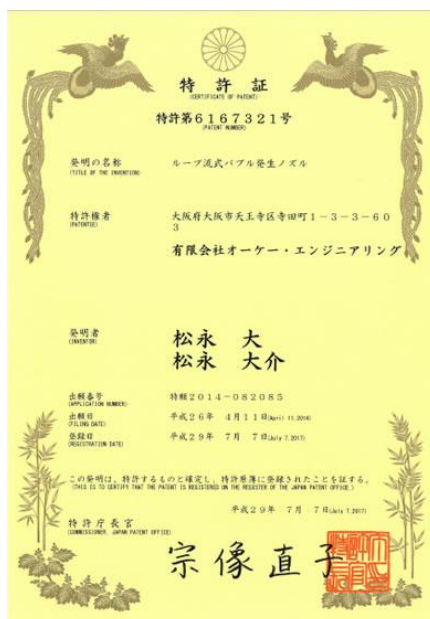 特許証
(CERTIFICATE OF PATENT)
特許第6167321号
(PATENT NUMBER)
発明の名称 ループ流式バブル発生ノズル
(TITLE OF THE INVENTION)
特許権者 大阪府大阪市天王寺区寺田町1-3-3-60
(PATENTEE)
3
有限会社オーケー・エンジニアリング
発明者 松永 大
(INVENTOR)
松永 大介
出願番号 特願2014-082085
(APPLICATION NUMBER)
出願日 平成26年 4月11日(April 11,2014)
(FILING DATE)
登録日 平成29年 7月 7日(July 7,2017)
(REGISTRATION DATE)
この発明は、特許するものと確定し、特許原簿に登録されたことを証する。
(THIS IS TO CERTIFY THAT THE PATENT IS REGISTERED ON THE REGISTER OF THE JAPAN PATENT OFFICE.)
平成29年 7月 7日(July 7,2017)
特許庁長官
(COMMISSIONER, JAPAN PATENT OFFICE)
宗像直子